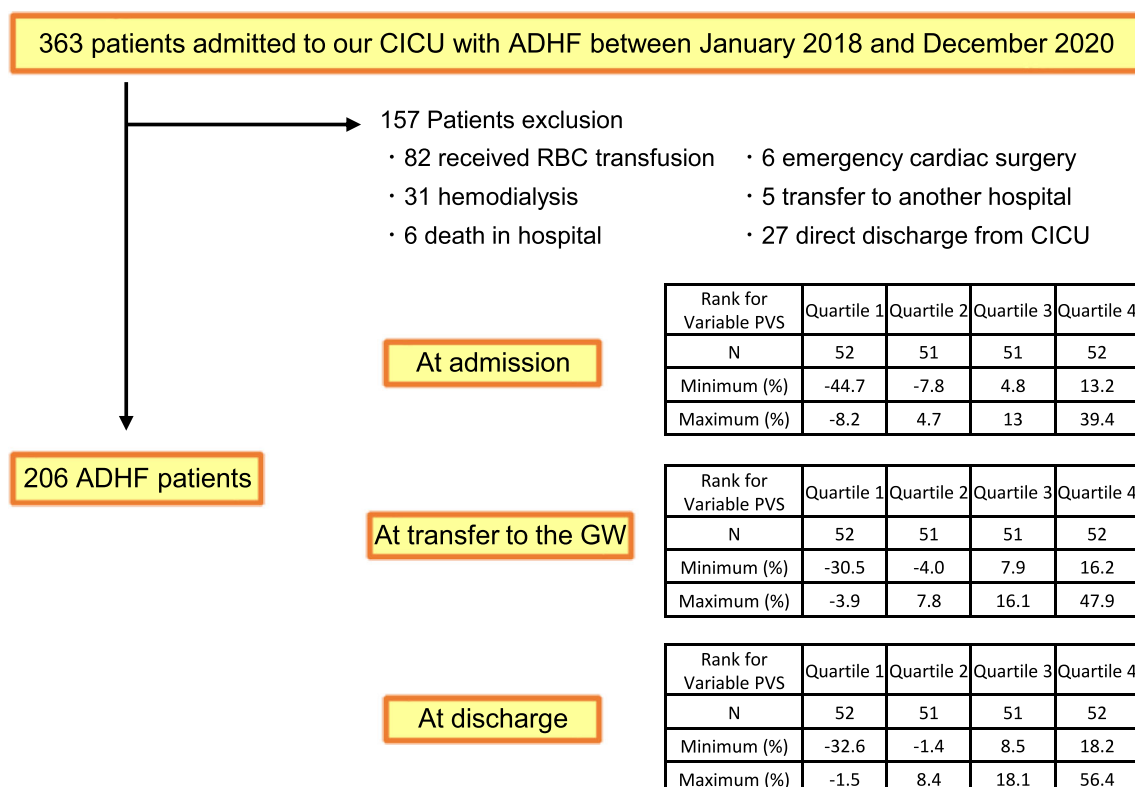 363 patients admitted to our CICU with ADHF between January 2018 and December 2020
157 Patients exclusion
・82 received RBC transfusion ・6 emergency cardiac surgery
・31 hemodialysis ・5 transfer to another hospital
・6 death in hospital ・27 direct discharge from CICU
206 ADHF patients
At admission
Rank for Variable PVS Quartile 1 Quartile 2 Quartile 3 Quartile 4
N 52 51 51 52
Minimum (%) -44.7 -7.8 4.8 13.2
Maximum (%) -8.2 4.7 13 39.4
At transfer to the GW
Rank for Variable PVS Quartile 1 Quartile 2 Quartile 3 Quartile 4
N 52 51 51 52
Minimum (%) -30.5 -4.0 7.9 16.2
Maximum (%) -3.9 7.8 16.1 47.9
At discharge
Rank for Variable PVS Quartile 1 Quartile 2 Quartile 3 Quartile 4
N 52 51 51 52
Minimum (%) -32.6 -1.4 8.5 18.2
Maximum (%) -1.5 8.4 18.1 56.4